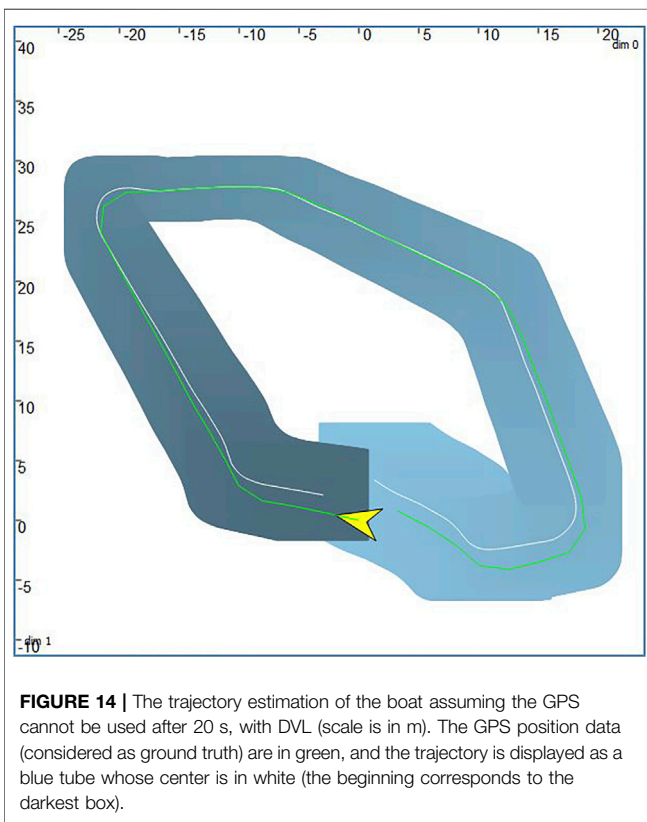 -25 -20 -15 -10 -5 0 5 10 15 20
dim 0
40
35
30
25
20
15
10
5
0
-5
-10
dim 1
FIGURE 14 | The trajectory estimation of the boat assuming the GPS
cannot be used after 20 s, with DVL (scale is in m). The GPS position data
(considered as ground truth) are in green, and the trajectory is displayed as a
blue tube whose center is in white (the beginning corresponds to the
darkest box).